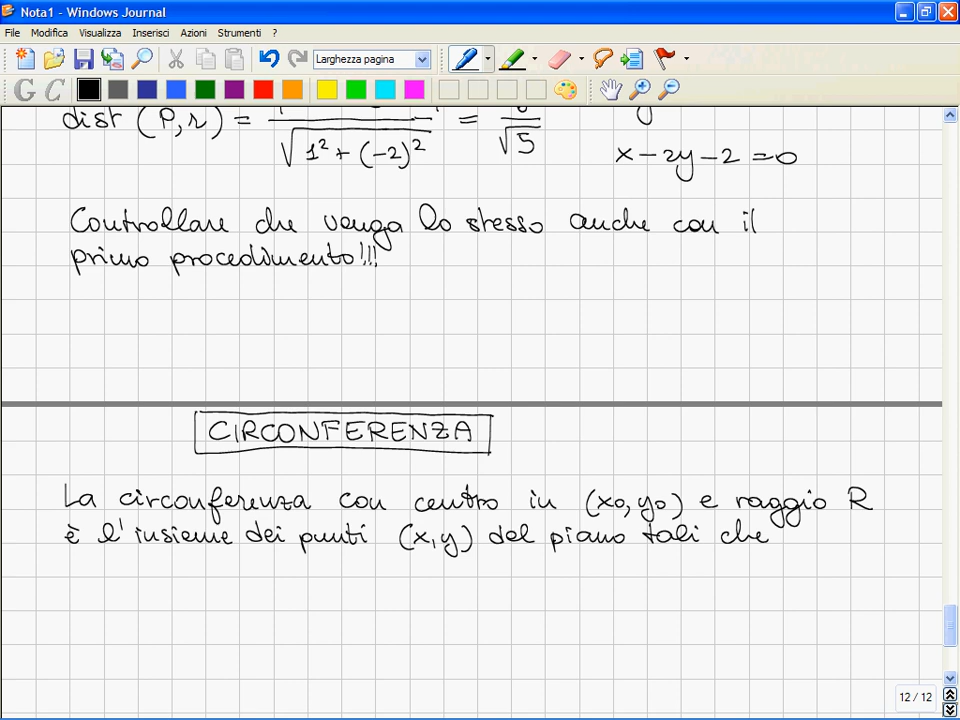 Nota1 - Windows Journal
File Modifica Visualizza Inserisci Azioni Strumenti ?
Larghezza pagina
G C
dist (P, r) = √1² + (-2)² = √5
x - 2y - 2 = 0
Controllare che venga lo stesso anche con il
primo procedimento!!!
CIRCONFERENZA
La circonferenza con centro in (x0, y0) e raggio R
è l'insieme dei punti (x, y) del piano tali che
12 / 12